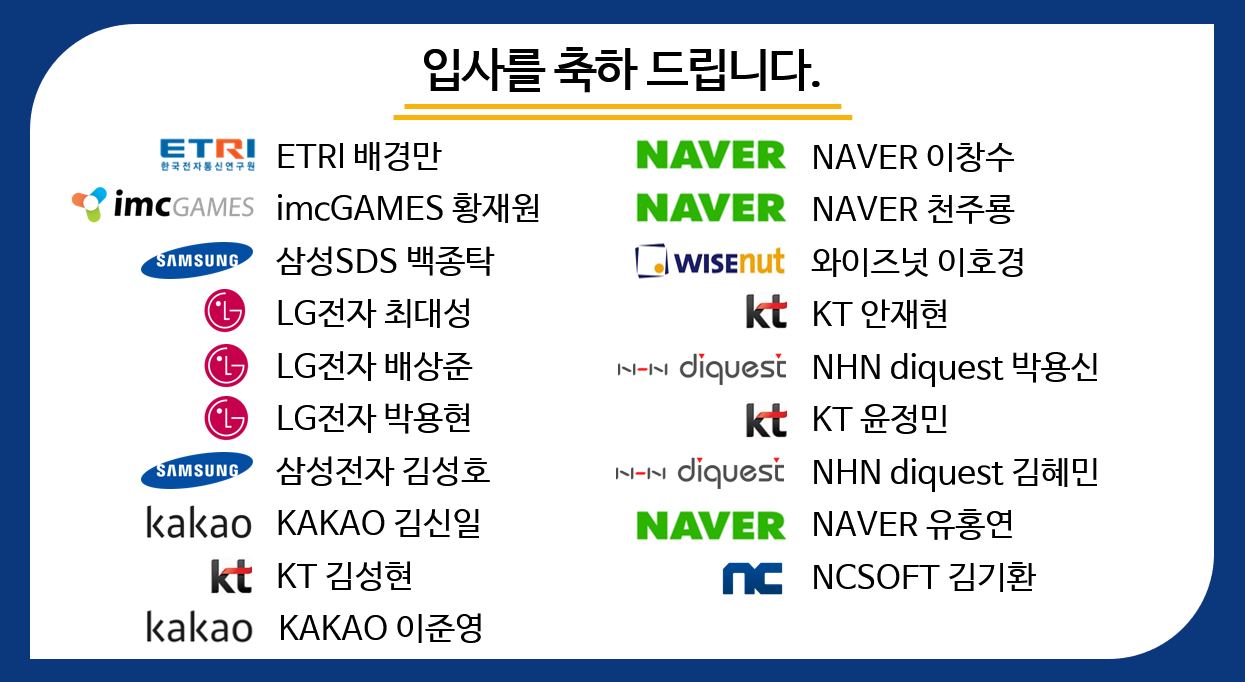 입사를 축하 드립니다.
ETRI 한국전자통신연구원 ETRI 배경만
imcGAMES imcGAMES 황재원
SAMSUNG 삼성SDS 백종탁
LG LG전자 최대성
LG LG전자 배상준
LG LG전자 박용현
SAMSUNG 삼성전자 김성호
kakao KAKAO 김신일
kt KT 김성현
kakao KAKAO 이준영
NAVER NAVER 이창수
NAVER NAVER 천주룡
WISEnut 와이즈넛 이호경
kt KT 안재현
NHN diquest NHN diquest 박용신
kt KT 윤정민
NHN diquest NHN diquest 김혜민
NAVER NAVER 유홍연
nc NCSOFT 김기환